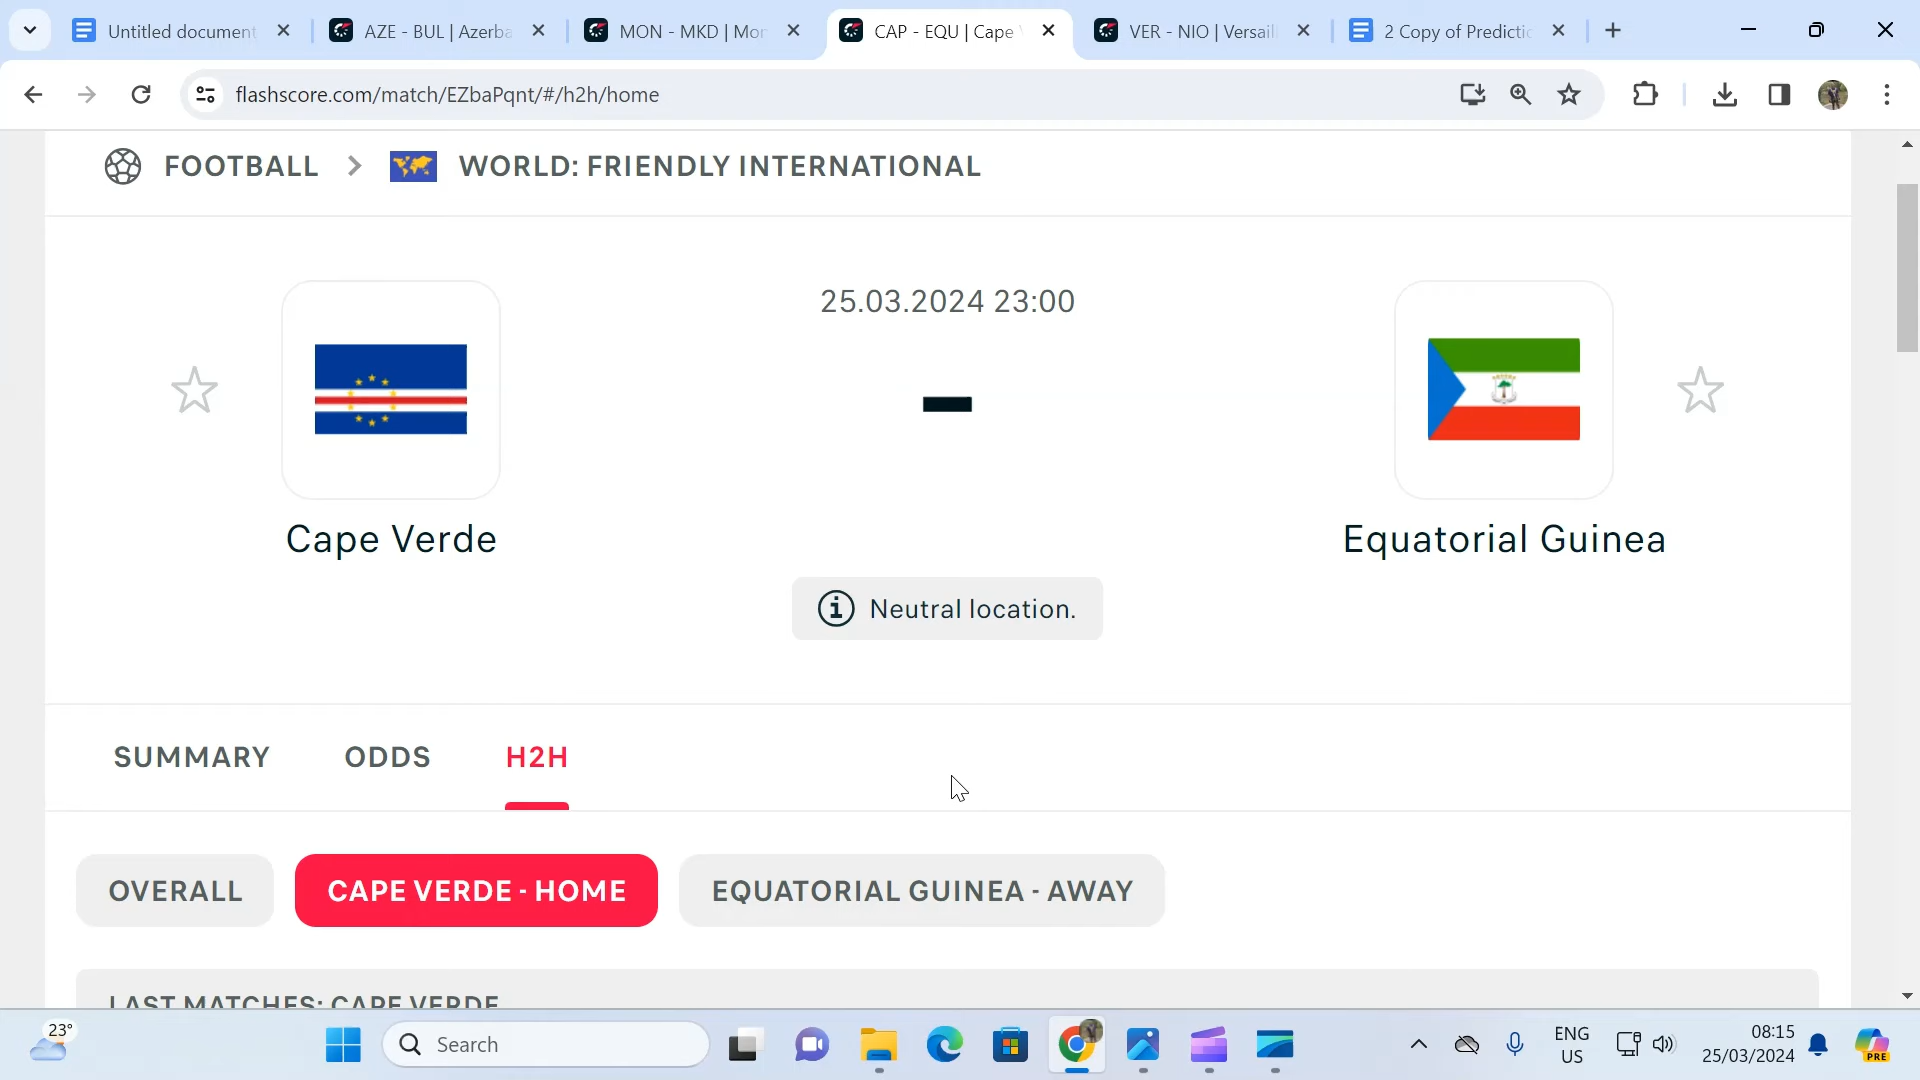 Untitled document
AZE - BUL | Azerba
MON - MKD | Mo
CAP - EQU | Cape
VER - NIO | Versail
2 Copy of Predictic
flashscore.com/match/EZbaPqnt/#/h2h/home
FOOTBALL > WORLD: FRIENDLY INTERNATIONAL
25.03.2024 23:00
-
Cape Verde
Equatorial Guinea
Neutral location.
SUMMARY ODDS H2H
OVERALL CAPE VERDE - HOME EQUATORIAL GUINEA - AWAY
LAST MATCHES: CAPE VERDE
23°
Search
ENG
US
08:15
25/03/2024
PRE